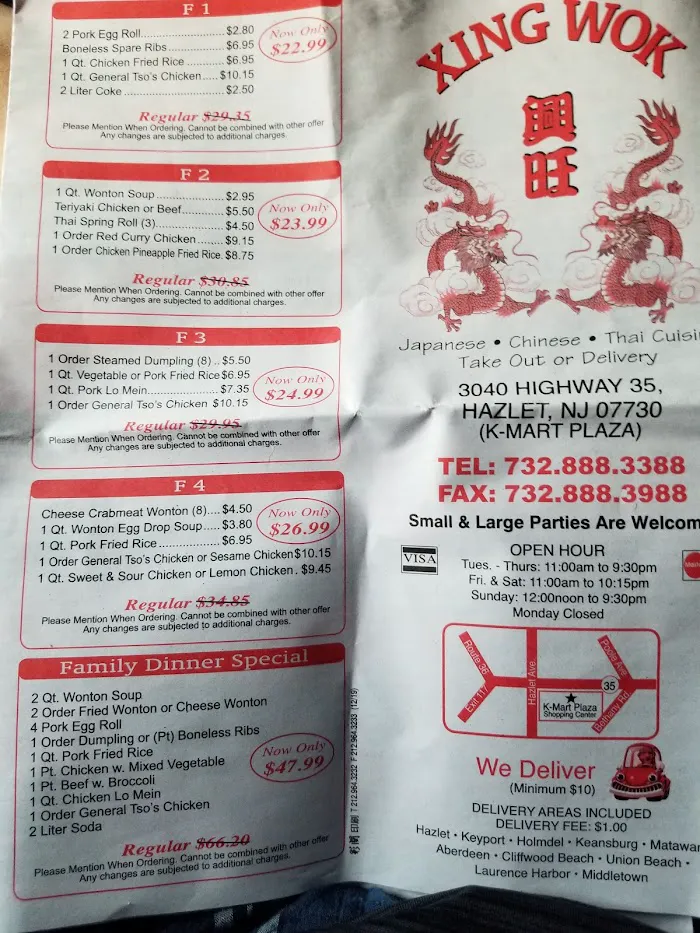 F 1
2 Pork Egg Roll............................$2.80
Boneless Spare Ribs...................$6.95
1 Qt. Chicken Fried Rice .............$6.95
1 Qt. General Tso's Chicken.....$10.15
2 Liter Coke .................................$2.50
Now Only
$22.99
Regular $29.35
Please Mention When Ordering. Cannot be combined with other offer
Any changes are subjected to additional charges.
F 2
1 Qt. Wonton Soup.......................$2.95
Teriyaki Chicken or Beef..............$5.50
Thai Spring Roll (3)......................$4.50
1 Order Red Curry Chicken........$9.15
1 Order Chicken Pineapple Fried Rice. $8.75
Now Only
$23.99
Regular $30.85
Please Mention When Ordering. Cannot be combined with other offer
Any changes are subjected to additional charges.
F 3
1 Order Steamed Dumpling (8) .. $5.50
1 Qt. Vegetable or Pork Fried Rice $6.95
1 Qt. Pork Lo Mein......................$7.35
1 Order General Tso's Chicken $10.15
Now Only
$24.99
Regular $29.95
Please Mention When Ordering. Cannot be combined with other offer
Any changes are subjected to additional charges.
F 4
Cheese Crabmeat Wonton (8).... $4.50
1 Qt. Wonton Egg Drop Soup..... $3.80
1 Qt. Pork Fried Rice................... $6.95
1 Order General Tso's Chicken or Sesame Chicken $10.15
1 Qt. Sweet & Sour Chicken or Lemon Chicken . $9.45
Now Only
$26.99
Regular $34.85
Please Mention When Ordering. Cannot be combined with other offer
Any changes are subjected to additional charges.
Family Dinner Special
2 Qt. Wonton Soup
2 Order Fried Wonton or Cheese Wonton
4 Pork Egg Roll
1 Order Dumpling or (Pt) Boneless Ribs
1 Qt. Pork Fried Rice
1 Pt. Chicken w. Mixed Vegetable
1 Pt. Beef w. Broccoli
1 Qt. Chicken Lo Mein
1 Order General Tso's Chicken
2 Liter Soda
Now Only
$47.99
Regular $66.20
Please Mention When Ordering. Cannot be combined with other offer
Any changes are subjected to additional charges.
印刷 T 212.964.3232 F 212.964.3233 (12/19)
XING WOK
興
旺
Japanese • Chinese • Thai Cuisi
Take Out or Delivery
3040 HIGHWAY 35,
HAZLET, NJ 07730
(K-MART PLAZA)
TEL: 732.888.3388
FAX: 732.888.3988
Small & Large Parties Are Welcom
VISA
OPEN HOUR
Tues. - Thurs: 11:00am to 9:30pm
Fri. & Sat: 11:00am to 10:15pm
Sunday: 12:00noon to 9:30pm
Monday Closed
Route 36
Exit 117
Hazlet Ave.
Poole Ave.
35
Bethany Rd.
K-Mart Plaza
Shopping Center
We Deliver
(Minimum $10)
DELIVERY AREAS INCLUDED
DELIVERY FEE: $1.00
Hazlet • Keyport • Holmdel • Keansburg • Matawan
Aberdeen • Cliffwood Beach • Union Beach •
Laurence Harbor • Middletown